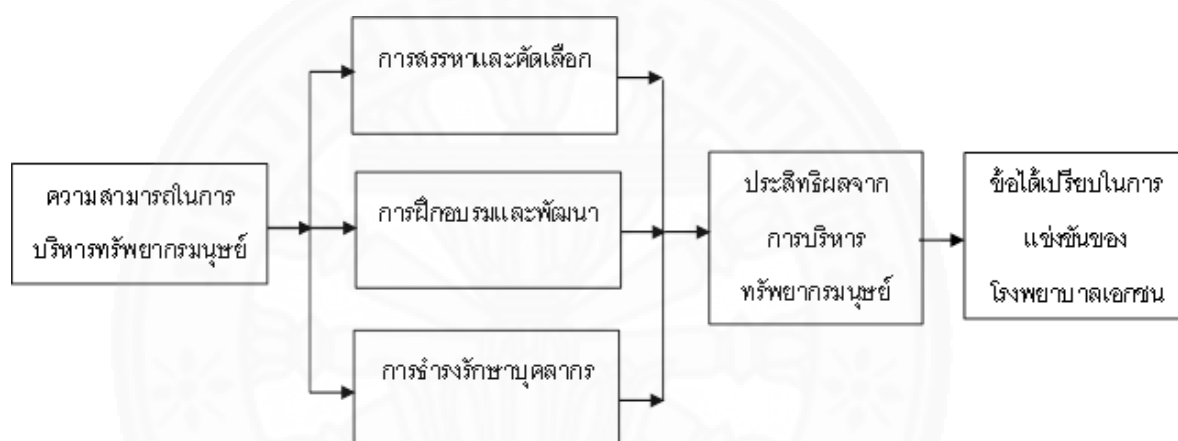 การสรรหาและคัดเลือก
ความสามารถในการ
บริหารทรัพยากรมนุษย์
การฝึกอบรมและพัฒนา
การธำรงรักษาบุคลากร
ประสิทธิผลจาก
การบริหาร
ทรัพยากรมนุษย์
ข้อได้เปรียบในการ
แข่งขันของ
โรงพยาบาลเอกชน